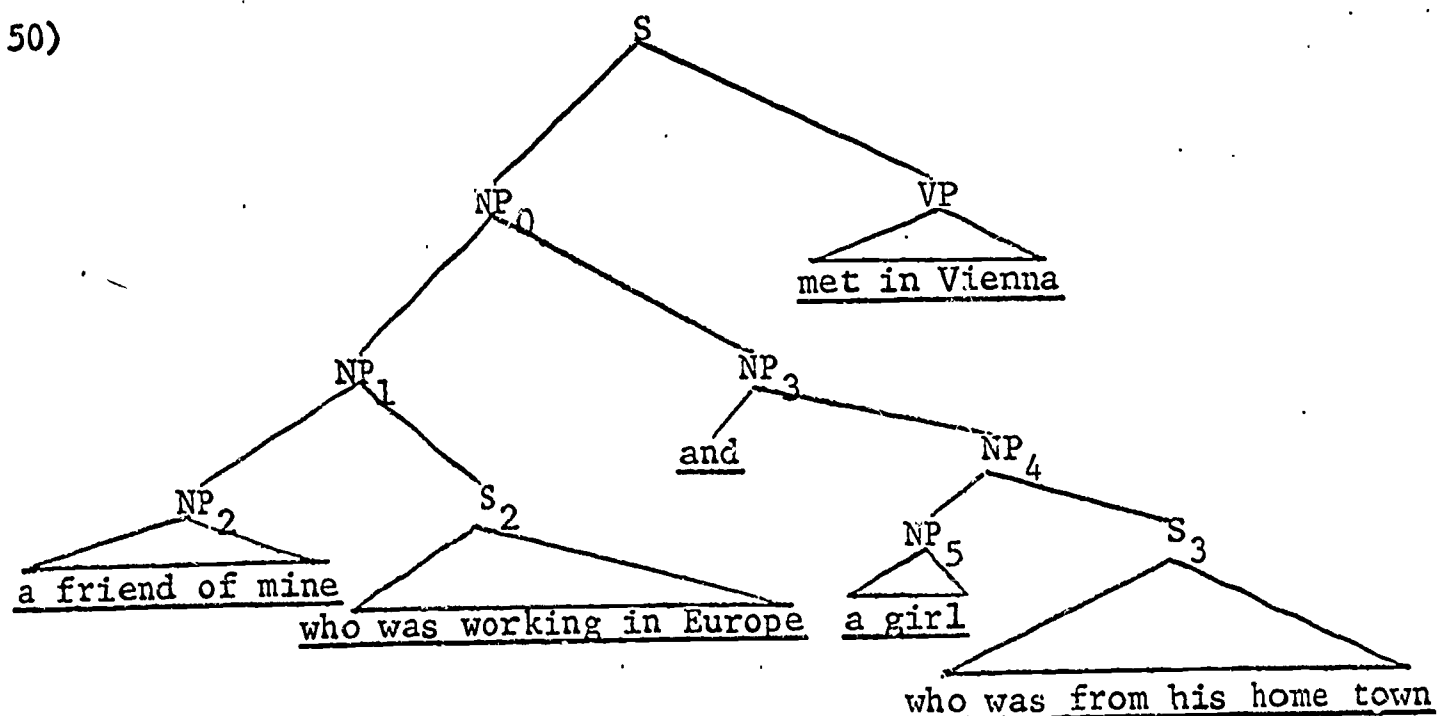 50)
S
NP0 VP
met in Vienna
NP1 NP3
and NP4
NP2 S2 NP5 S3
a friend of mine
who was working in Europe a girl
who was from his home town